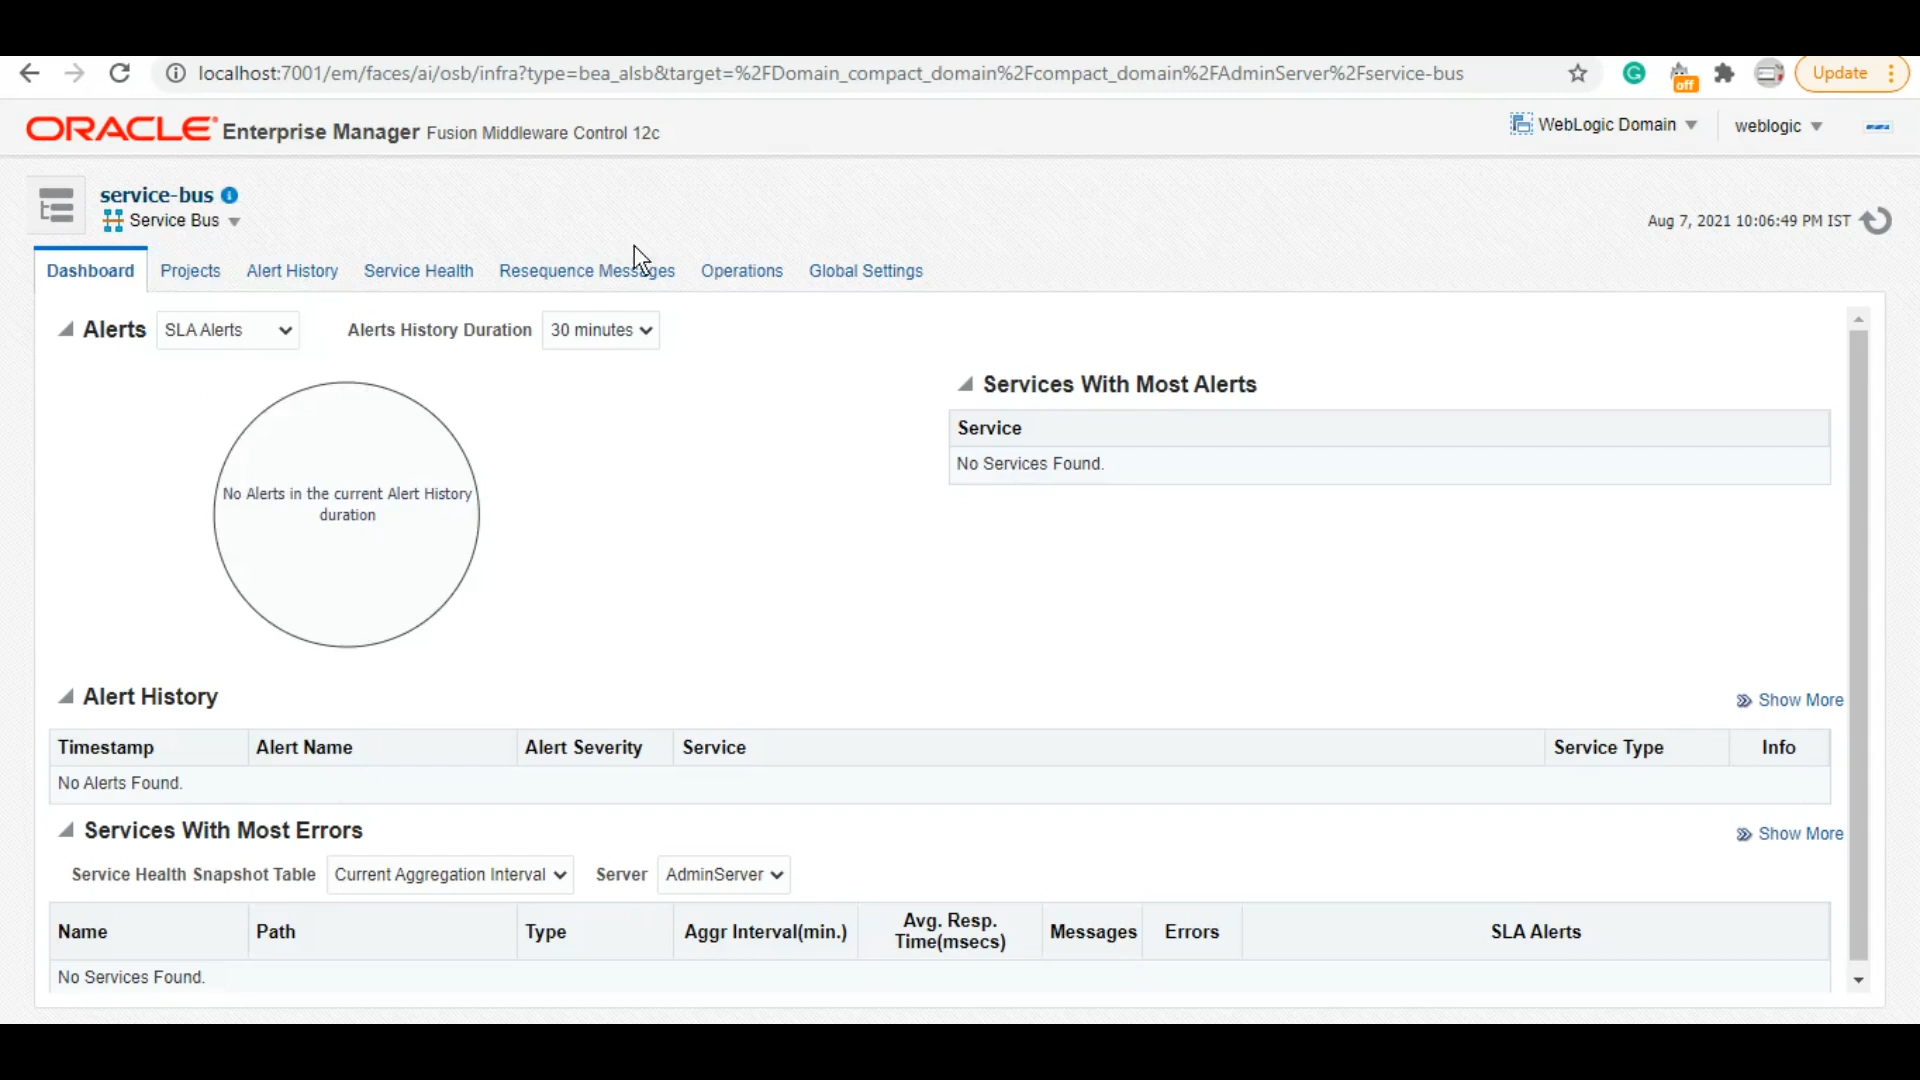 localhost:7001/em/faces/ai/osb/infra?type=bea_alsb&target=%2FDomain_compact_domain%2Fcompact_domain%2FAdminServer%2Fservice-bus
off
Update
ORACLE® Enterprise Manager Fusion Middleware Control 12c
WebLogic Domain
weblogic
service-bus
Service Bus
Aug 7, 2021 10:06:49 PM IST
Dashboard Projects Alert History Service Health Resequence Messages Operations Global Settings
Alerts SLA Alerts Alerts History Duration 30 minutes
No Alerts in the current Alert History
duration
Services With Most Alerts
Service
No Services Found.
Alert History
Show More
Timestamp Alert Name Alert Severity Service Service Type Info
No Alerts Found.
Services With Most Errors
Show More
Service Health Snapshot Table Current Aggregation Interval Server AdminServer
Name Path Type Aggr Interval(min.) Avg. Resp. Time(msecs) Messages Errors SLA Alerts
No Services Found.